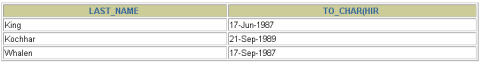 LAST_NAME TO_CHAR(HIR
King 17-Jun-1987
Kochhar 21-Sep-1989
Whalen 17-Sep-1987